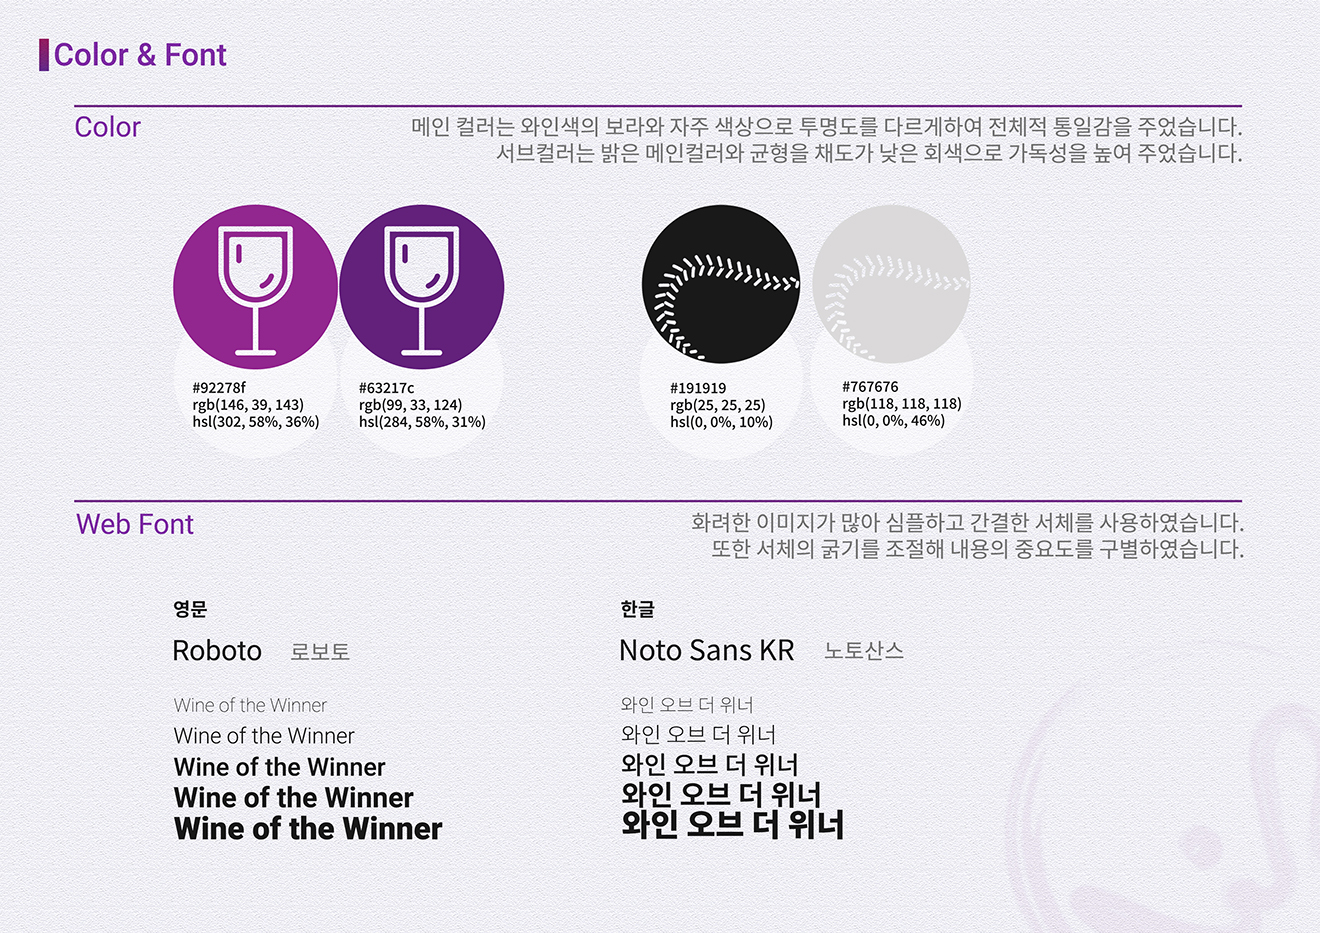 Color & Font
Color
메인 컬러는 와인색의 보라와 자주 색상으로 투명도를 다르게하여 전체적 통일감을 주었습니다.
서브컬러는 밝은 메인컬러와 균형을 채도가 낮은 회색으로 가독성을 높여 주었습니다.
#92278f
rgb(146, 39, 143)
hsl(302, 58%, 36%)
#63217c
rgb(99, 33, 124)
hsl(284, 58%, 31%)
#191919
rgb(25, 25, 25)
hsl(0, 0%, 10%)
#767676
rgb(118, 118, 118)
hsl(0, 0%, 46%)
Web Font
화려한 이미지가 많아 심플하고 간결한 서체를 사용하였습니다.
또한 서체의 굵기를 조절해 내용의 중요도를 구별하였습니다.
영문
Roboto 로보토
Wine of the Winner
Wine of the Winner
Wine of the Winner
Wine of the Winner
Wine of the Winner
한글
Noto Sans KR 노토산스
와인 오브 더 위너
와인 오브 더 위너
와인 오브 더 위너
와인 오브 더 위너
와인 오브 더 위너